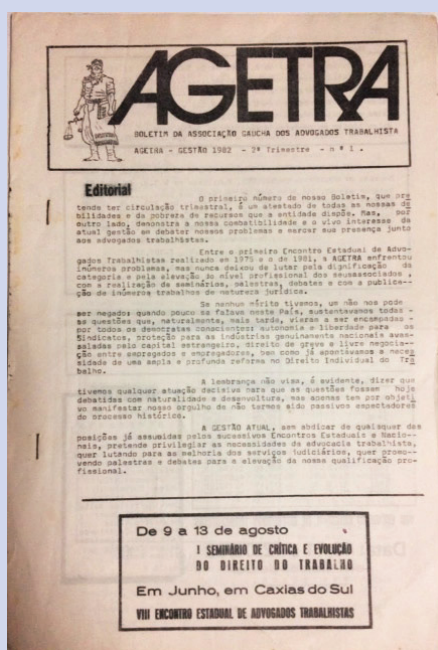 AGETRA
BOLETIM DA ASSOCIAÇÃO GAUCHA DOS ADVOGADOS TRABALHISTA
AGETRA - GESTÃO 1982 - 2º Trimestre - nº 1.
Editorial
O primeiro número de nosso Boletim, que pre
tende ter circulação trimestral, é um atestado de todas as nossas de
bilidades e da pobreza de recursos que a entidade dispõe. Mas, por
outro lado, demonstra a nossa combatibilidade e o vivo interesse da
atual gestão em debater nossos problemas e marcar sua presença junto
aos advogados trabalhistas.
Entre o primeiro Encontro Estadual de Advo-
gados Trabalhistas realizado em 1975 e o de 1981, a AGETRA enfrentou
inúmeros problemas, mas nunca deixou de lutar pela dignificação da
categoria e pela elevação do nível profissional dos seus associados,
com a realização de seminários, palestras, debates e com a publica-
ção de inúmeros trabalhos de natureza jurídica.
Se nenhum mérito tivemos, um não nos pode
ser negado: quando pouco se falava neste País, sustentávamos todas -
as questões que, naturalmente, mais tarde, vieram a ser encampadas -
por todos os democratas conscientes: autonomia e liberdade para os
Sindicatos, proteção para as indústrias genuinamente nacionais avas-
saladas pelo capital estrangeiro, direito de greve e livre negocia-
ção entre empregados e empregadores, bem como já apontávamos a neces
sidade de uma ampla e profunda reforma no Direito Individual do Tra
balho.
A lembrança não visa, é evidente, dizer que
tivemos qualquer atuação decisiva para que as questões fossem hoje
debatidas com naturalidade e desenvoltura, mas apenas tem por objeti
vo manifestar nosso orgulho de não termos sido passivos expectadores
do processo histórico.
A GESTÃO ATUAL, sem abdicar de quaisquer das
posições já assumidas pelos sucessivos Encontros Estaduais e Nacio-
nais, pretende privilegiar as necessidades da advocacia trabalhista,
quer lutando para as melhoria dos serviços judiciários, quer promo-
vendo palestras e debates para a elevação da nossa qualificação pro-
fissional.
De 9 a 13 de agosto
I SEMINÁRIO DE CRÍTICA E EVOLUÇÃO
DO DIREITO DO TRABALHO
Em Junho, em Caxias do Sul
VIII ENCONTRO ESTADUAL DE ADVOGADOS TRABALHISTAS